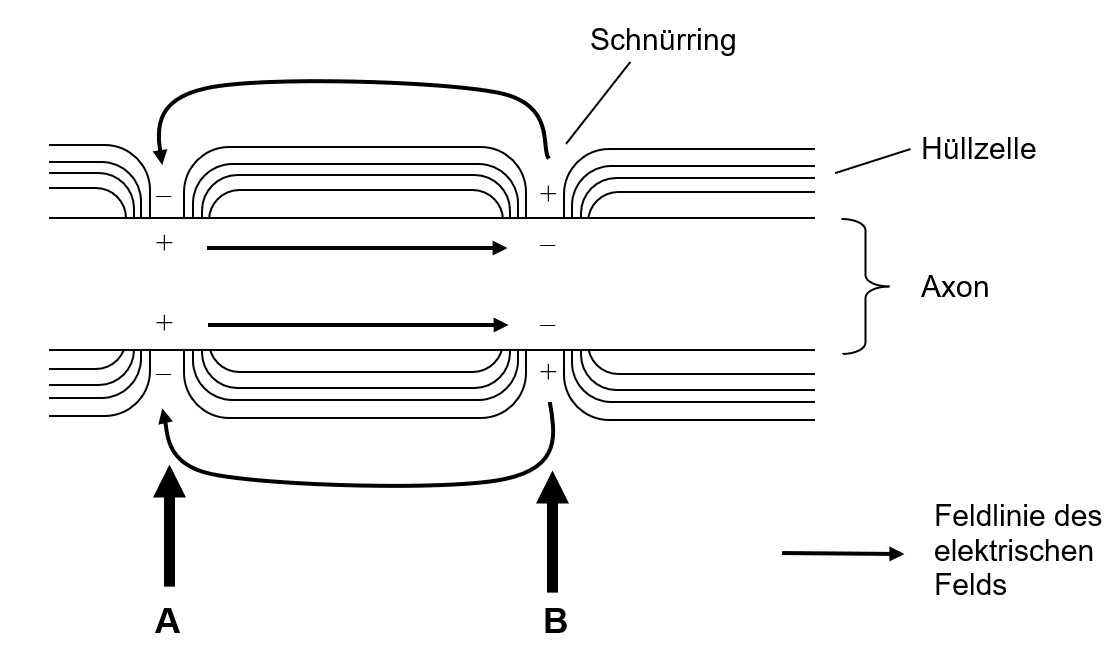 Schnürring
Hüllzelle
– +
+ –
Axon
+ –
– +
Feldlinie des
elektrischen
Felds
A B